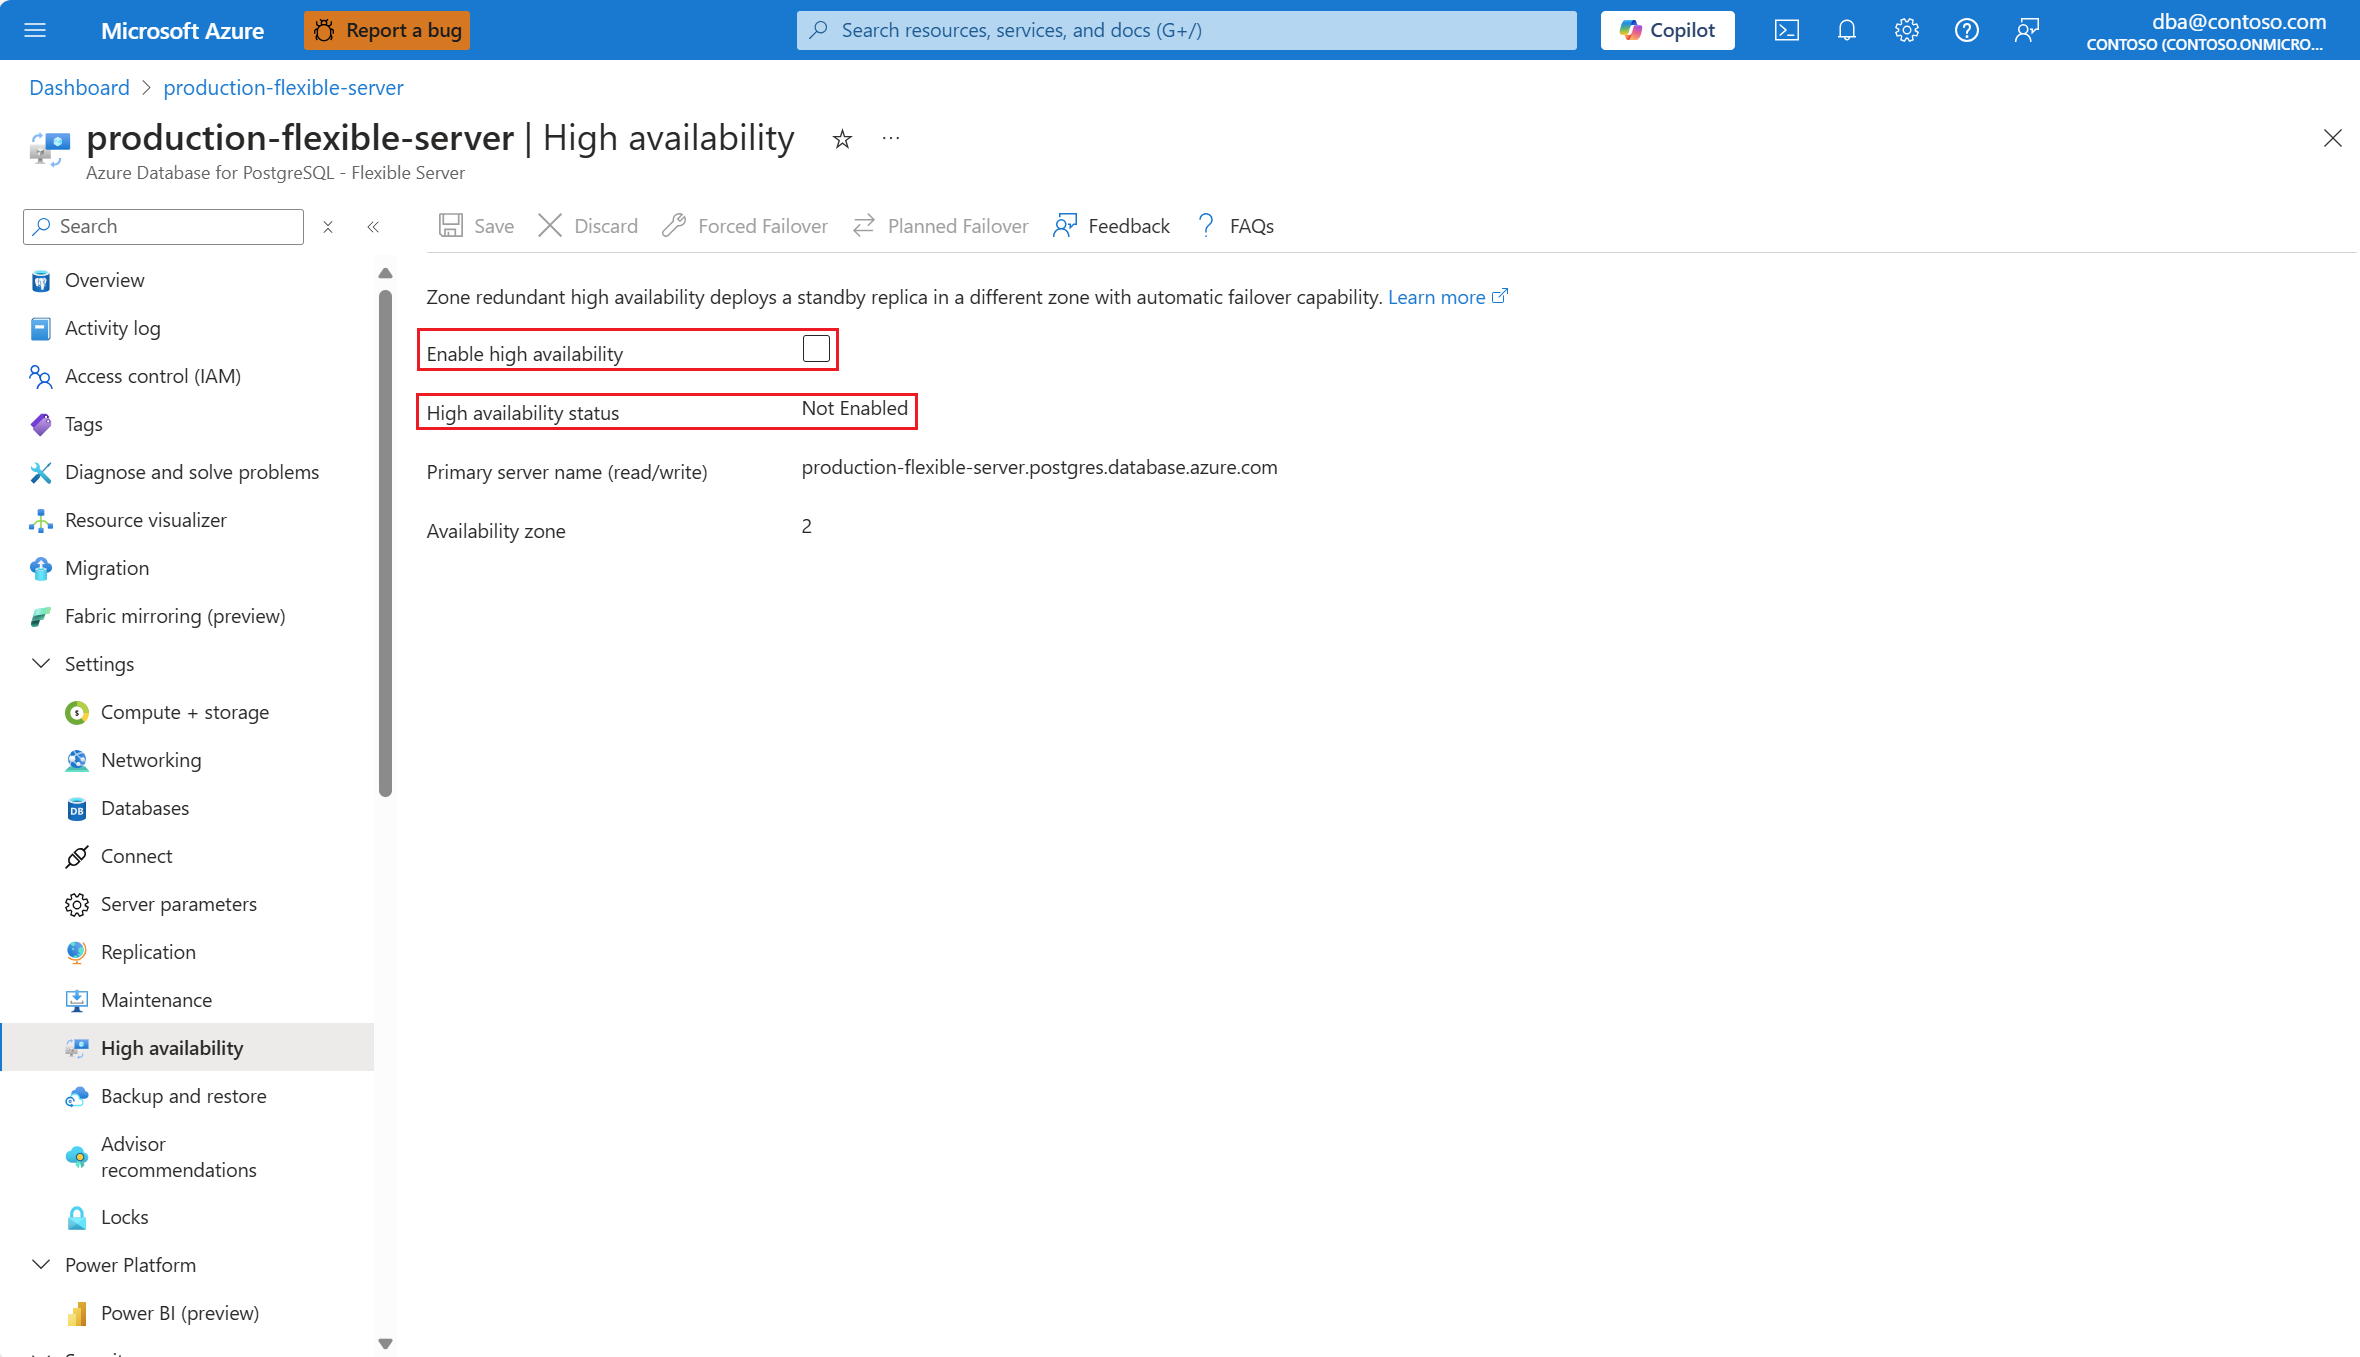 Microsoft Azure
Report a bug
Search resources, services, and docs (G+/)
Copilot
dba@contoso.com
CONTOSO (CONTOSO.ONMICRO...
Dashboard > production-flexible-server
production-flexible-server | High availability
Azure Database for PostgreSQL - Flexible Server
Search
Save
Discard
Forced Failover
Planned Failover
Feedback
FAQs
Overview
Activity log
Access control (IAM)
Tags
Diagnose and solve problems
Resource visualizer
Migration
Fabric mirroring (preview)
Settings
Compute + storage
Networking
Databases
Connect
Server parameters
Replication
Maintenance
High availability
Backup and restore
Advisor
recommendations
Locks
Power Platform
Power BI (preview)
Zone redundant high availability deploys a standby replica in a different zone with automatic failover capability. Learn more
Enable high availability
High availability status Not Enabled
Primary server name (read/write) production-flexible-server.postgres.database.azure.com
Availability zone 2